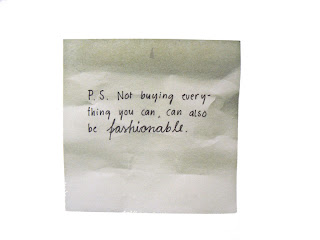 P.S. Not buying every-
thing you can, can also
be fashionable.